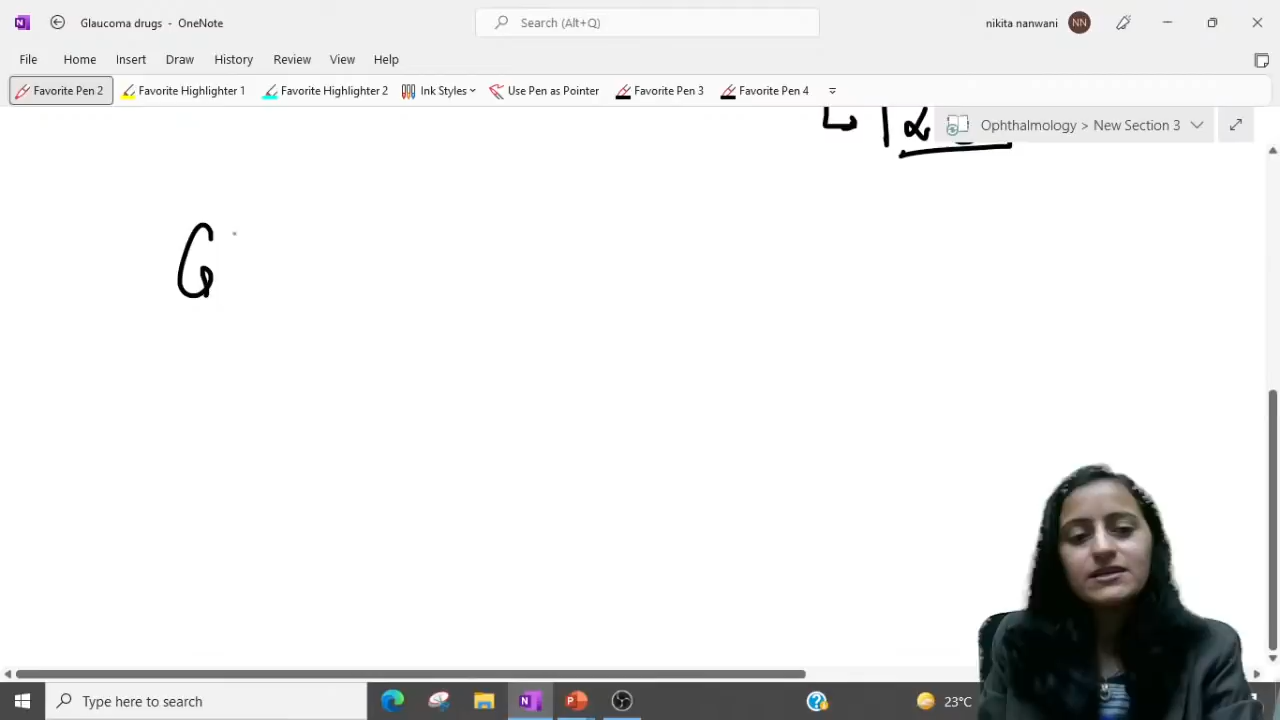 Glaucoma drugs - OneNote
Search (Alt+Q)
nikita nanwani NN
File Home Insert Draw History Review View Help
Favorite Pen 2 Favorite Highlighter 1 Favorite Highlighter 2 Ink Styles Use Pen as Pointer Favorite Pen 3 Favorite Pen 4
Ophthalmology > New Section 3
G
Type here to search
23°C